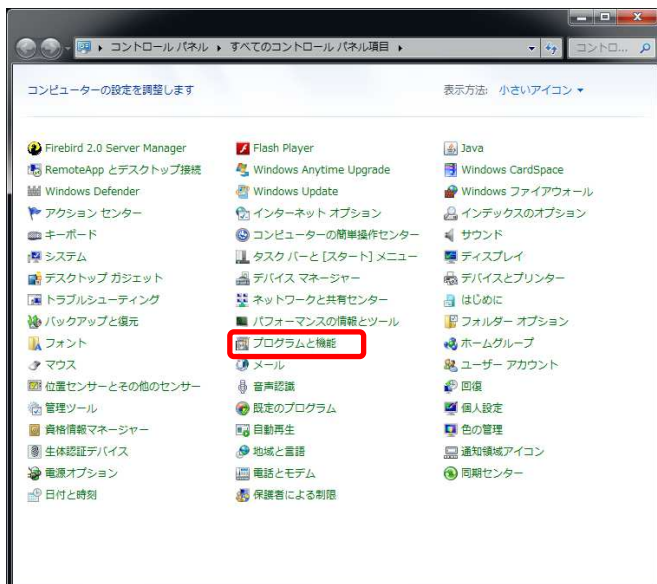 コントロール パネル ▸ すべてのコントロール パネル項目 ▸ コントロ...
コンピューターの設定を調整します 表示方法: 小さいアイコン
Firebird 2.0 Server Manager Flash Player Java
RemoteApp とデスクトップ接続 Windows Anytime Upgrade Windows CardSpace
Windows Defender Windows Update Windows ファイアウォール
アクション センター インターネット オプション インデックスのオプション
キーボード コンピューターの簡単操作センター サウンド
システム タスク バーと [スタート] メニュー ディスプレイ
デスクトップ ガジェット デバイス マネージャー デバイスとプリンター
トラブルシューティング ネットワークと共有センター はじめに
バックアップと復元 パフォーマンスの情報とツール フォルダー オプション
フォント プログラムと機能 ホームグループ
マウス メール ユーザー アカウント
位置センサーとその他のセンサー 音声認識 回復
管理ツール 既定のプログラム 個人設定
資格情報マネージャー 自動再生 色の管理
生体認証デバイス 地域と言語 通知領域アイコン
電源オプション 電話とモデム 同期センター
日付と時刻 保護者による制限